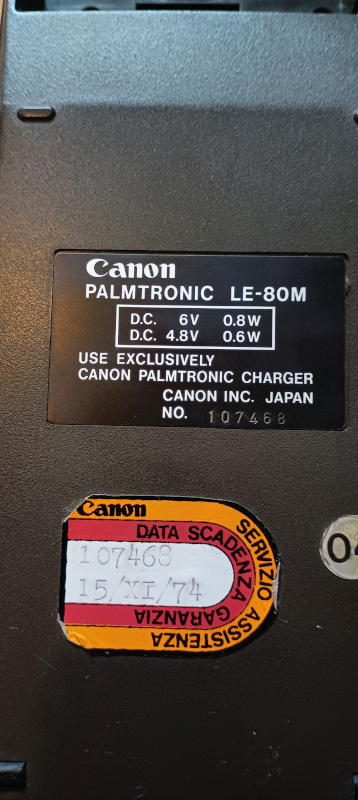 Canon
PALMTRONIC LE-80M
D.C. 6V 0.8W
D.C. 4.8V 0.6W
USE EXCLUSIVELY
CANON PALMTRONIC CHARGER
CANON INC. JAPAN
NO. 107468
Canon
SERVIZIO ASSISTENZA
DATA SCADENZA GARANZIA
107468
15/XI/74